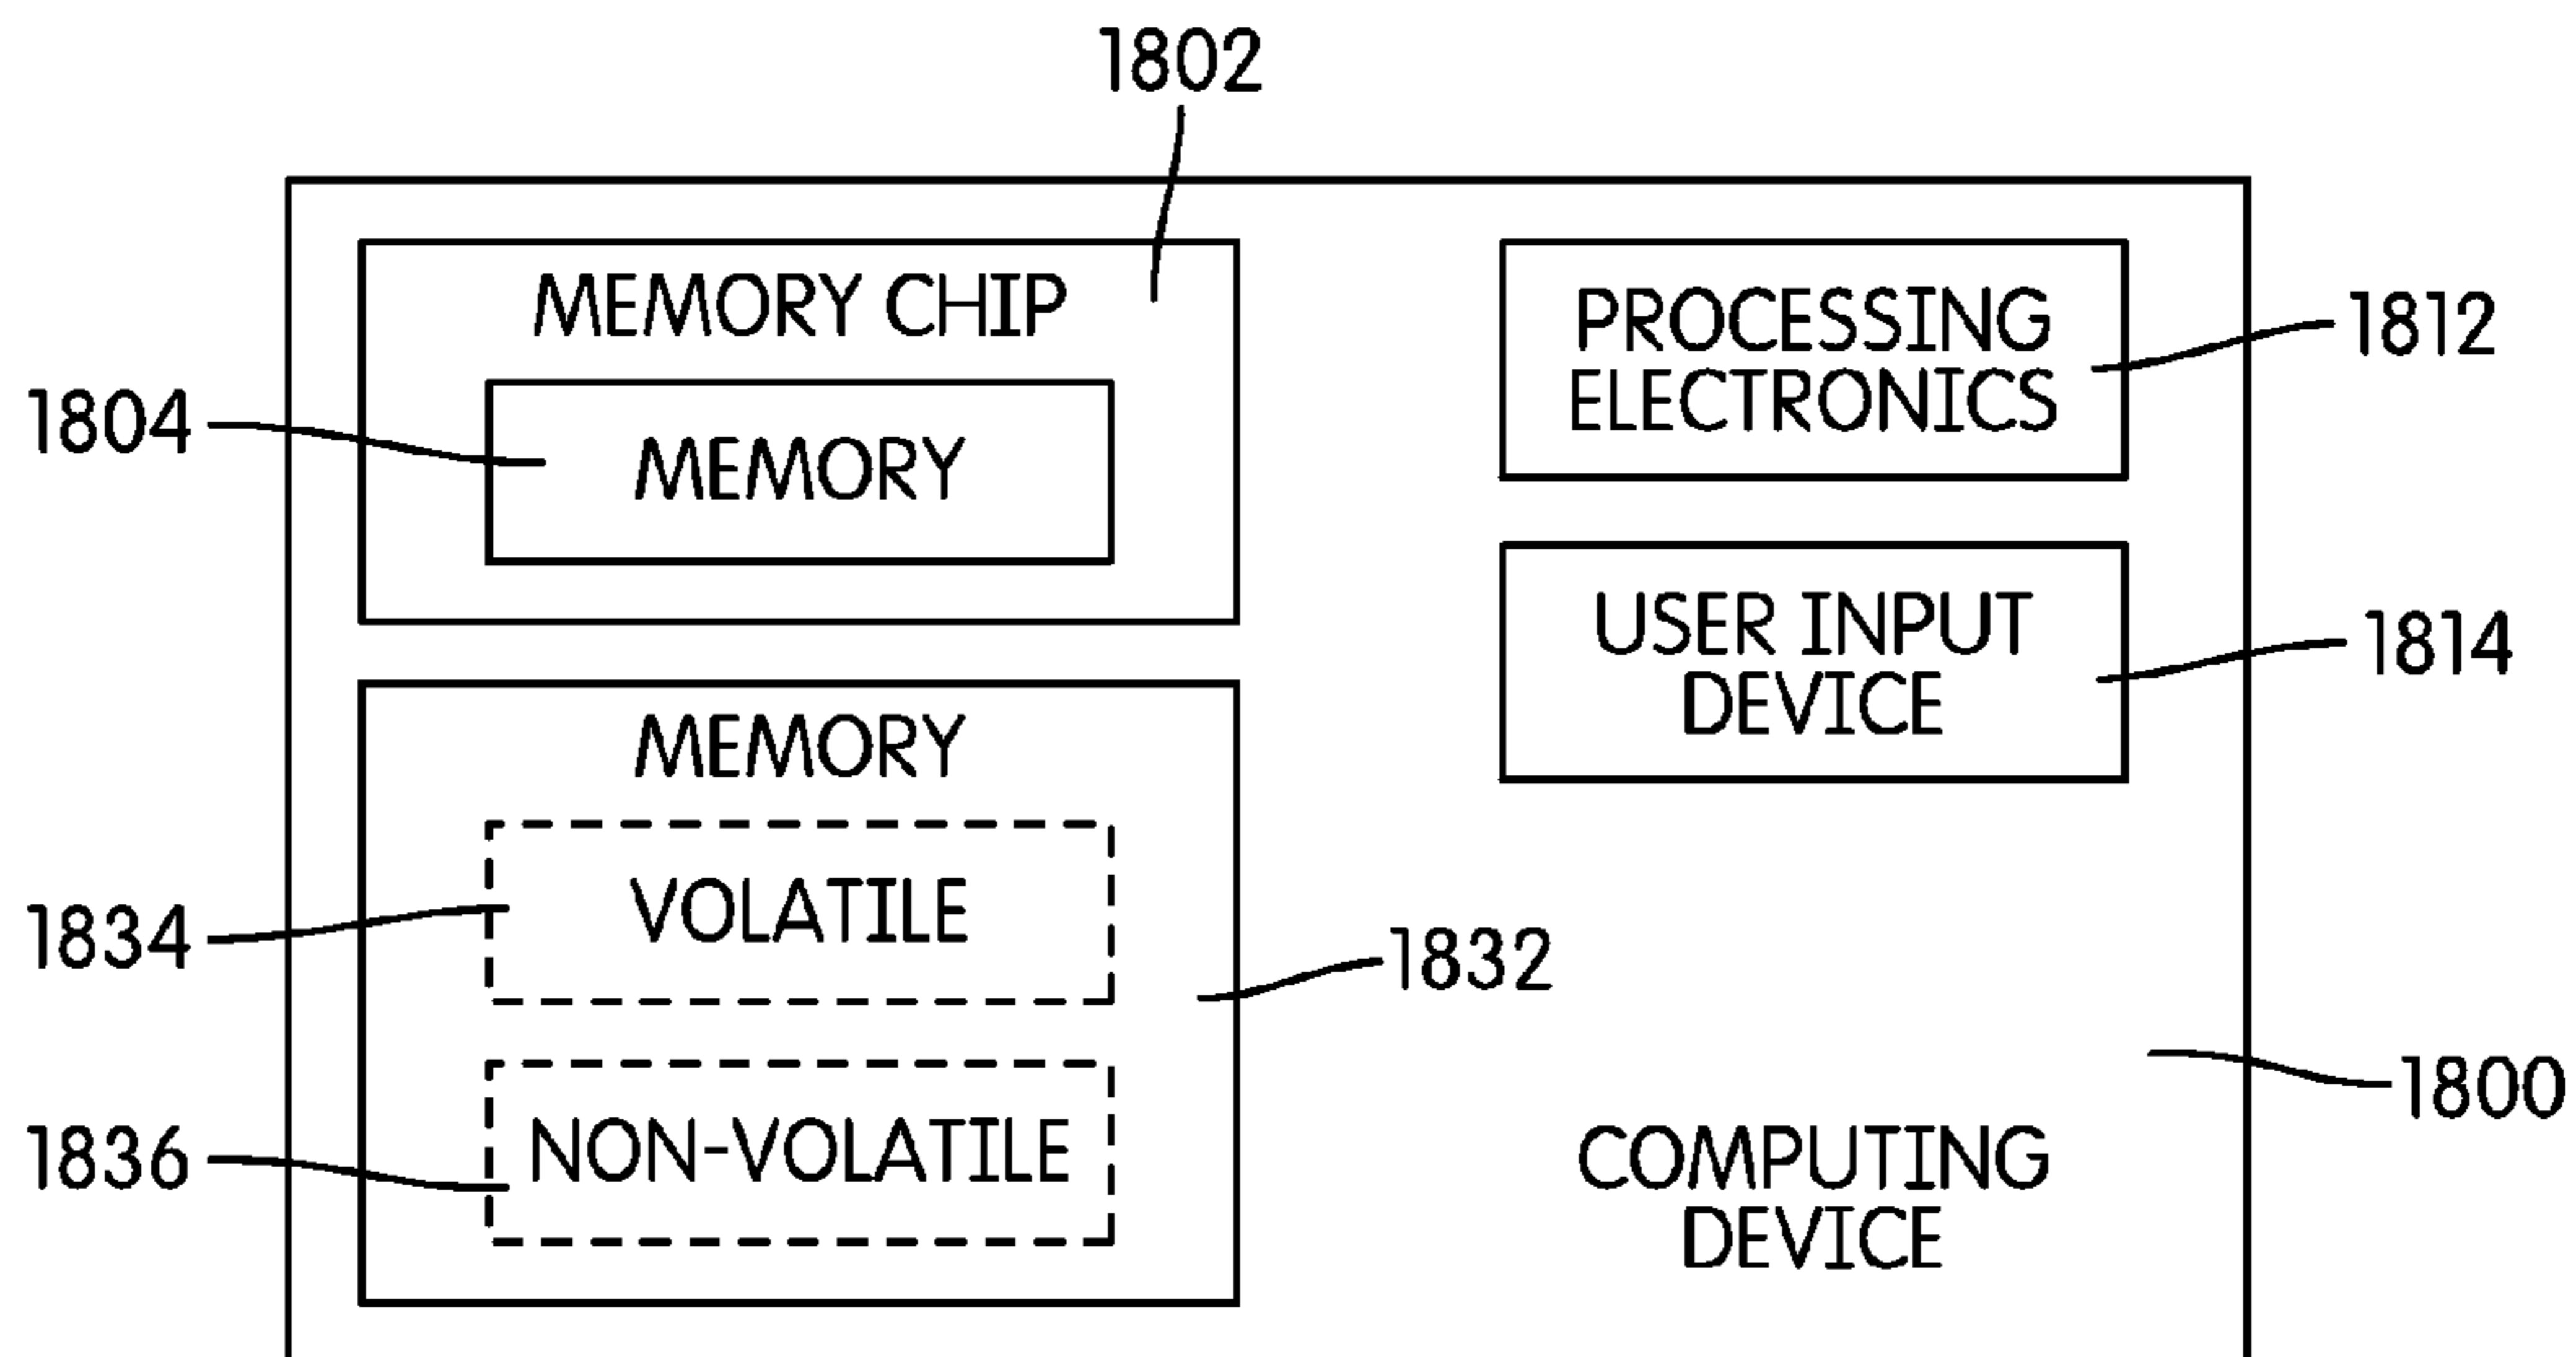 1802
MEMORY CHIP
1804
MEMORY
PROCESSING
ELECTRONICS
1812
USER INPUT
DEVICE
1814
MEMORY
VOLATILE
1834
1832
NON-VOLATILE
1836
1800
COMPUTING
DEVICE